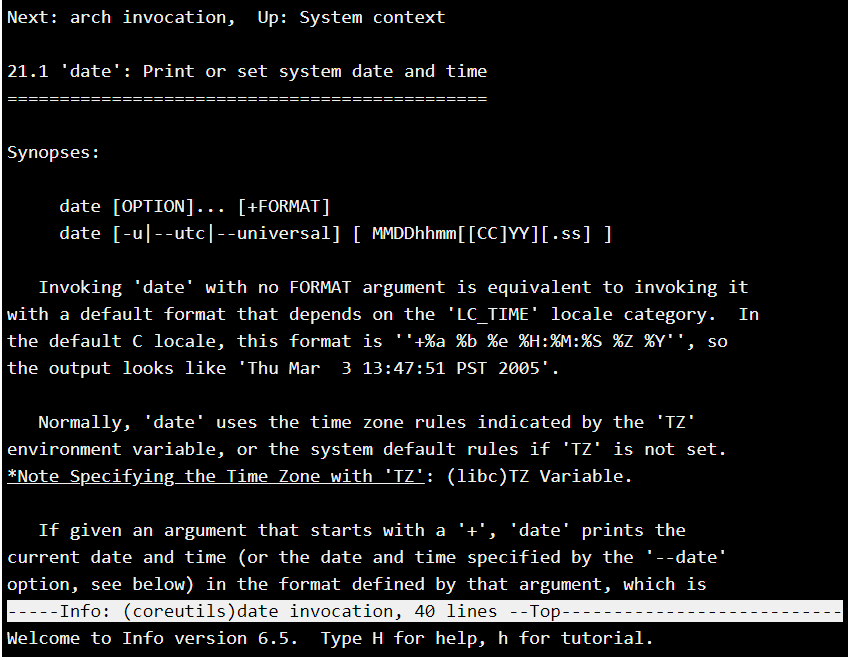 Next: arch invocation,  Up: System context
21.1 'date': Print or set system date and time
==============================================
Synopses:
     date [OPTION]... [+FORMAT]
     date [-u|--utc|--universal] [ MMDDhhmm[[CC]YY][.ss] ]
   Invoking 'date' with no FORMAT argument is equivalent to invoking it
with a default format that depends on the 'LC_TIME' locale category.  In
the default C locale, this format is ''+%a %b %e %H:%M:%S %Z %Y'', so
the output looks like 'Thu Mar  3 13:47:51 PST 2005'.
   Normally, 'date' uses the time zone rules indicated by the 'TZ'
environment variable, or the system default rules if 'TZ' is not set.
*Note Specifying the Time Zone with 'TZ': (libc)TZ Variable.
   If given an argument that starts with a '+', 'date' prints the
current date and time (or the date and time specified by the '--date'
option, see below) in the format defined by that argument, which is
-----Info: (coreutils)date invocation, 40 lines --Top---------------------------
Welcome to Info version 6.5.  Type H for help, h for tutorial.